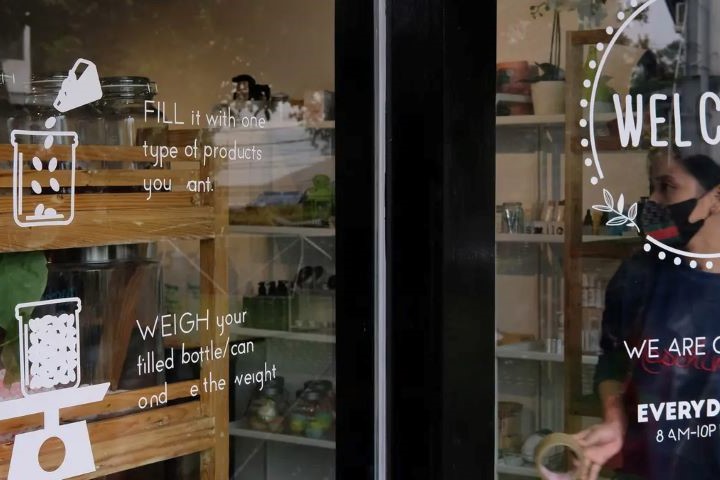 FILL it with one
type of products
you ant.
WEIGH your
filled bottle/can
and e the weight
WELC
WE ARE O
EVERYD
8 AM-10P